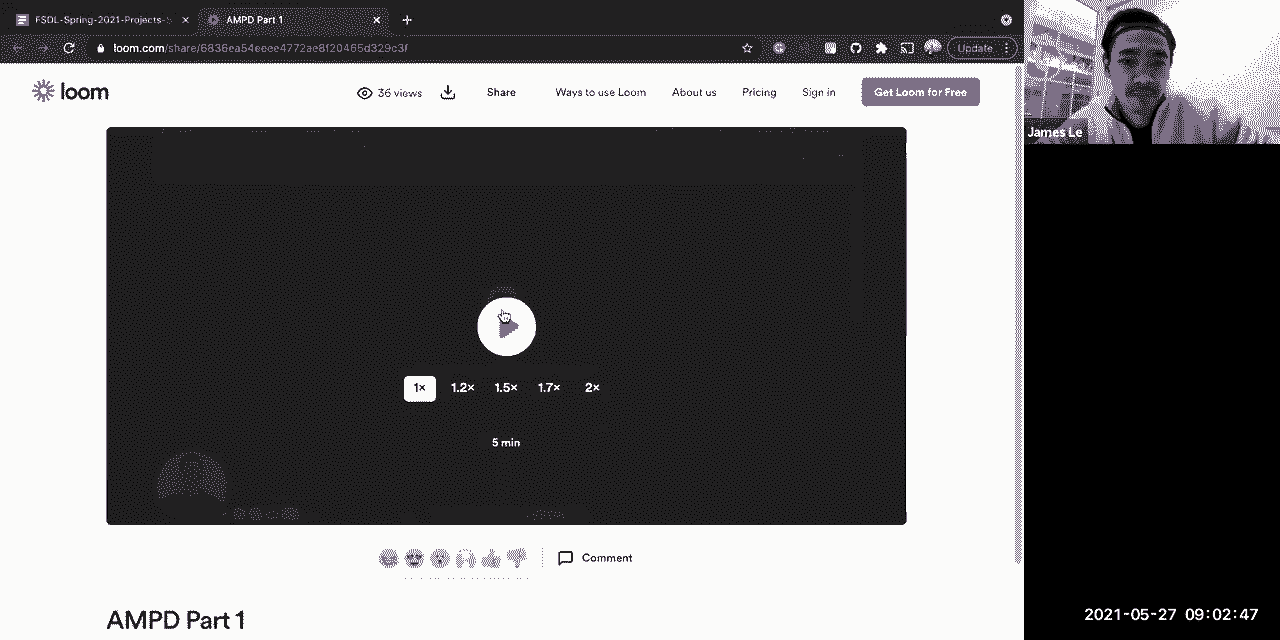 FSDL-Spring-2021-Projects-S
AMPD Part 1
loom.com/share/6836ea54eeee4772ae8f20465d329c3f
Update
loom
36 views
Share
Ways to use Loom
About us
Pricing
Sign in
Get Loom for Free
1× 1.2× 1.5× 1.7× 2×
5 min
Comment
AMPD Part 1
James Le
2021-05-27 09:02:47